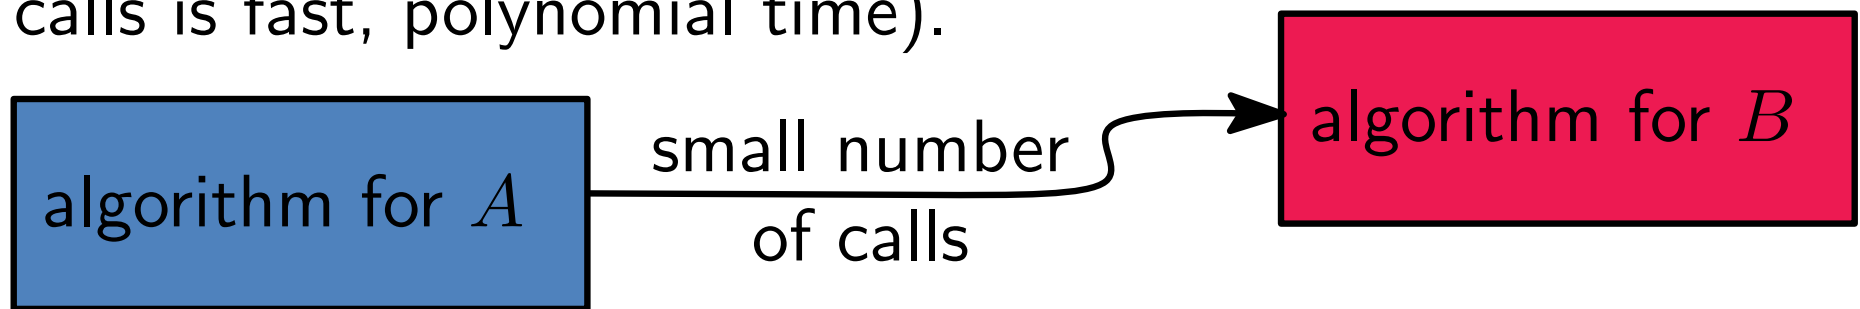 calls is fast, polynomial time).
small number
of calls
algorithm for A
algorithm for B